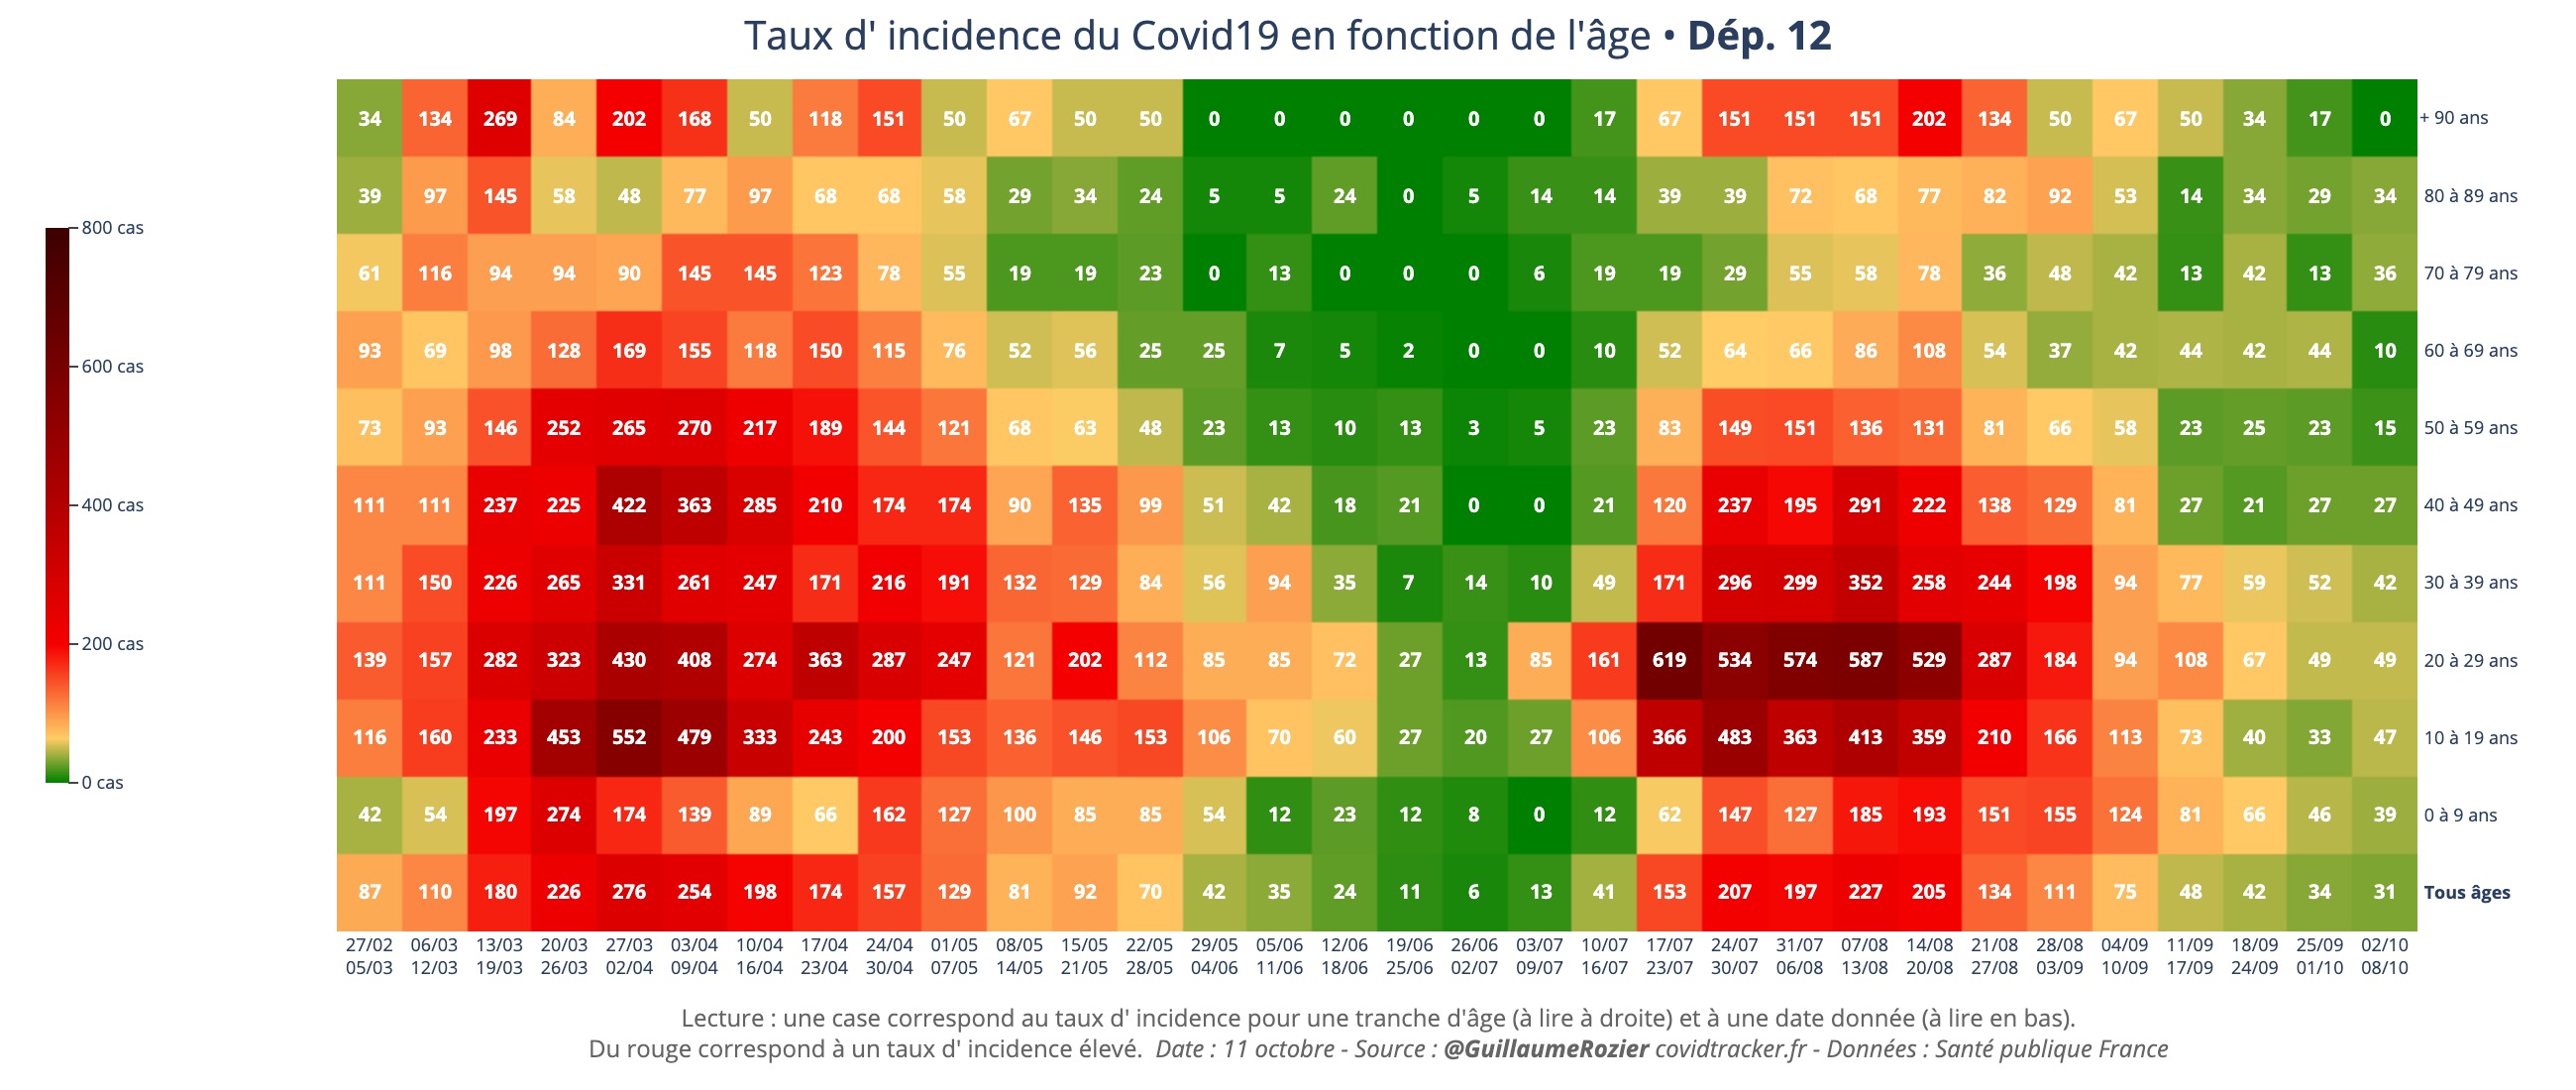 Taux d' incidence du Covid19 en fonction de l'âge • Dép. 12
34 134 269 84 202 168 50 118 151 50 67 50 50 0 0 0 0 0 0 17 67 151 151 151 202 134 50 67 50 34 17 0 + 90 ans
39 97 145 58 48 77 97 68 68 58 29 34 24 5 5 24 0 5 14 14 39 39 72 68 77 82 92 53 14 34 29 34 80 à 89 ans
800 cas
61 116 94 94 90 145 145 123 78 55 19 19 23 0 13 0 0 0 6 19 19 29 55 58 78 36 48 42 13 42 13 36 70 à 79 ans
93 69 98 128 169 155 118 150 115 76 52 56 25 25 7 5 2 0 0 10 52 64 66 86 108 54 37 42 44 42 44 10 60 à 69 ans
600 cas
73 93 146 252 265 270 217 189 144 121 68 63 48 23 13 10 13 3 5 23 83 149 151 136 131 81 66 58 23 25 23 15 50 à 59 ans
400 cas
111 111 237 225 422 363 285 210 174 174 90 135 99 51 42 18 21 0 0 21 120 237 195 291 222 138 129 81 27 21 27 27 40 à 49 ans
111 150 226 265 331 261 247 171 216 191 132 129 84 56 94 35 7 14 10 49 171 296 299 352 258 244 198 94 77 59 52 42 30 à 39 ans
200 cas
139 157 282 323 430 408 274 363 287 247 121 202 112 85 85 72 27 13 85 161 619 534 574 587 529 287 184 94 108 67 49 49 20 à 29 ans
116 160 233 453 552 479 333 243 200 153 136 146 153 106 70 60 27 20 27 106 366 483 363 413 359 210 166 113 73 40 33 47 10 à 19 ans
0 cas
42 54 197 274 174 139 89 66 162 127 100 85 85 54 12 23 12 8 0 12 62 147 127 185 193 151 155 124 81 66 46 39 0 à 9 ans
87 110 180 226 276 254 198 174 157 129 81 92 70 42 35 24 11 6 13 41 153 207 197 227 205 134 111 75 48 42 34 31 Tous âges
27/02 06/03 13/03 20/03 27/03 03/04 10/04 17/04 24/04 01/05 08/05 15/05 22/05 29/05 05/06 12/06 19/06 26/06 03/07 10/07 17/07 24/07 31/07 07/08 14/08 21/08 28/08 04/09 11/09 18/09 25/09 02/10
05/03 12/03 19/03 26/03 02/04 09/04 16/04 23/04 30/04 07/05 14/05 21/05 28/05 04/06 11/06 18/06 25/06 02/07 09/07 16/07 23/07 30/07 06/08 13/08 20/08 27/08 03/09 10/09 17/09 24/09 01/10 08/10
Lecture : une case correspond au taux d' incidence pour une tranche d'âge (à lire à droite) et à une date donnée (à lire en bas).
Du rouge correspond à un taux d' incidence élevé. Date : 11 octobre - Source : @GuillaumeRozier covidtracker.fr - Données : Santé publique France